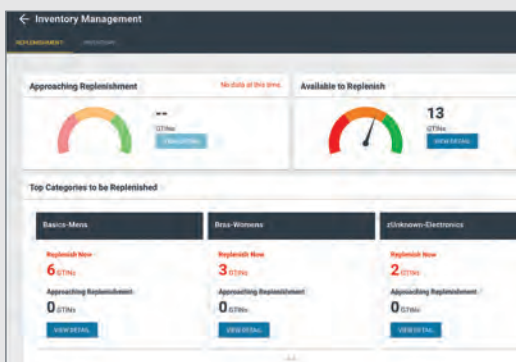 ← Inventory Management
REPLENISHMENT INVENTORY
Approaching Replenishment No data at this time. Available to Replenish
-- 13
GTINs GTINs
VIEW DETAIL VIEW DETAIL
Top Categories to be Replenished
Basics-Mens Bras-Womens zUnknown-Electronics
Replenish Now Replenish Now Replenish Now
6 GTINs 3 GTINs 2 GTINs
Approaching Replenishment Approaching Replenishment Approaching Replenishment
0 GTINs 0 GTINs 0 GTINs
VIEW DETAIL VIEW DETAIL VIEW DETAIL